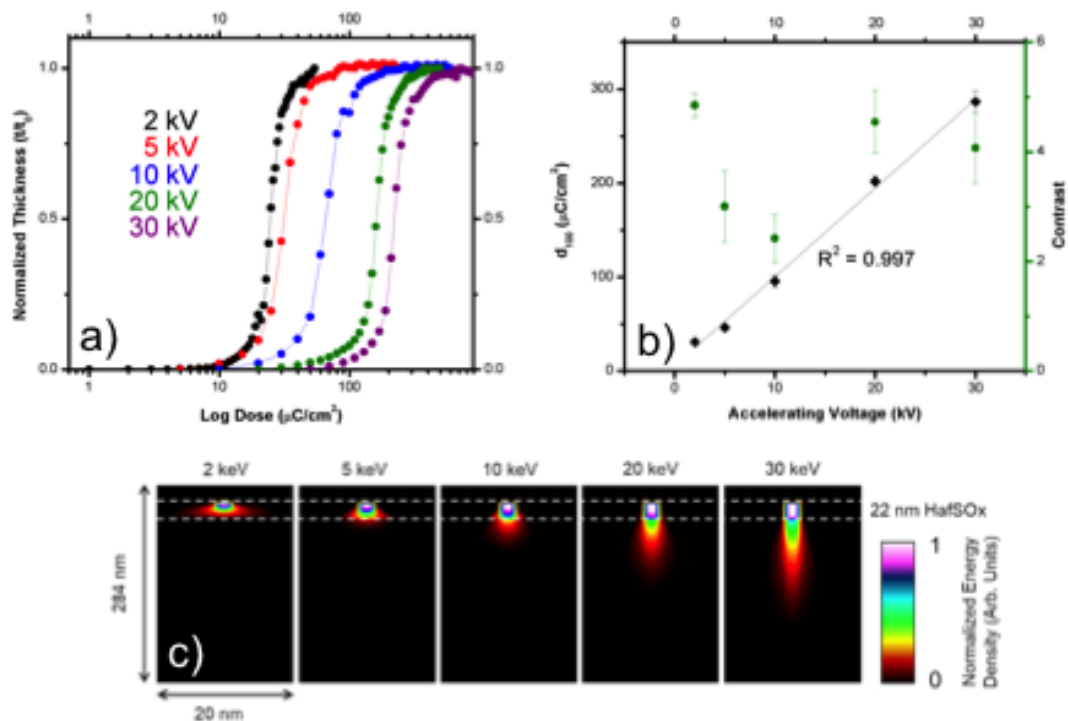 1 10 100
Normalized Thickness (t/t₀)
1.0
0.5
0.0
1.0
0.5
0.0
2 kV
5 kV
10 kV
20 kV
30 kV
a)
1 10 100
Log Dose (μC/cm²)
0 10 20 30
d₁₀₀ (μC/cm²)
300
200
100
0
6
4
2
0
Contrast
R² = 0.997
b)
0 10 20 30
Accelerating Voltage (kV)
2 keV 5 keV 10 keV 20 keV 30 keV
284 nm
22 nm HafSOx
1
0
Normalized Energy
Density (Arb. Units)
c)
20 nm